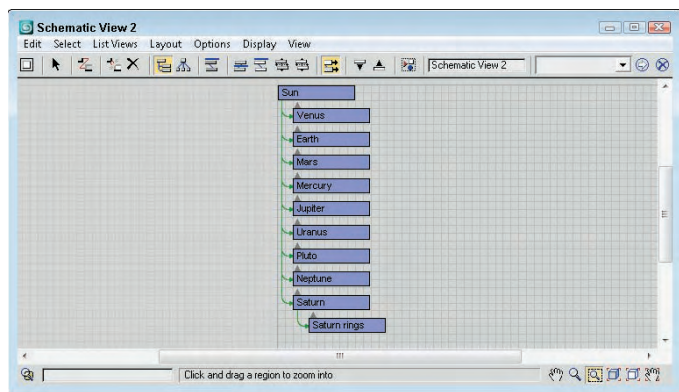 Schematic View 2
Edit Select List Views Layout Options Display View
Schematic View 2
Sun
Venus
Earth
Mars
Mercury
Jupiter
Uranus
Pluto
Neptune
Saturn
Saturn rings
Click and drag a region to zoom into